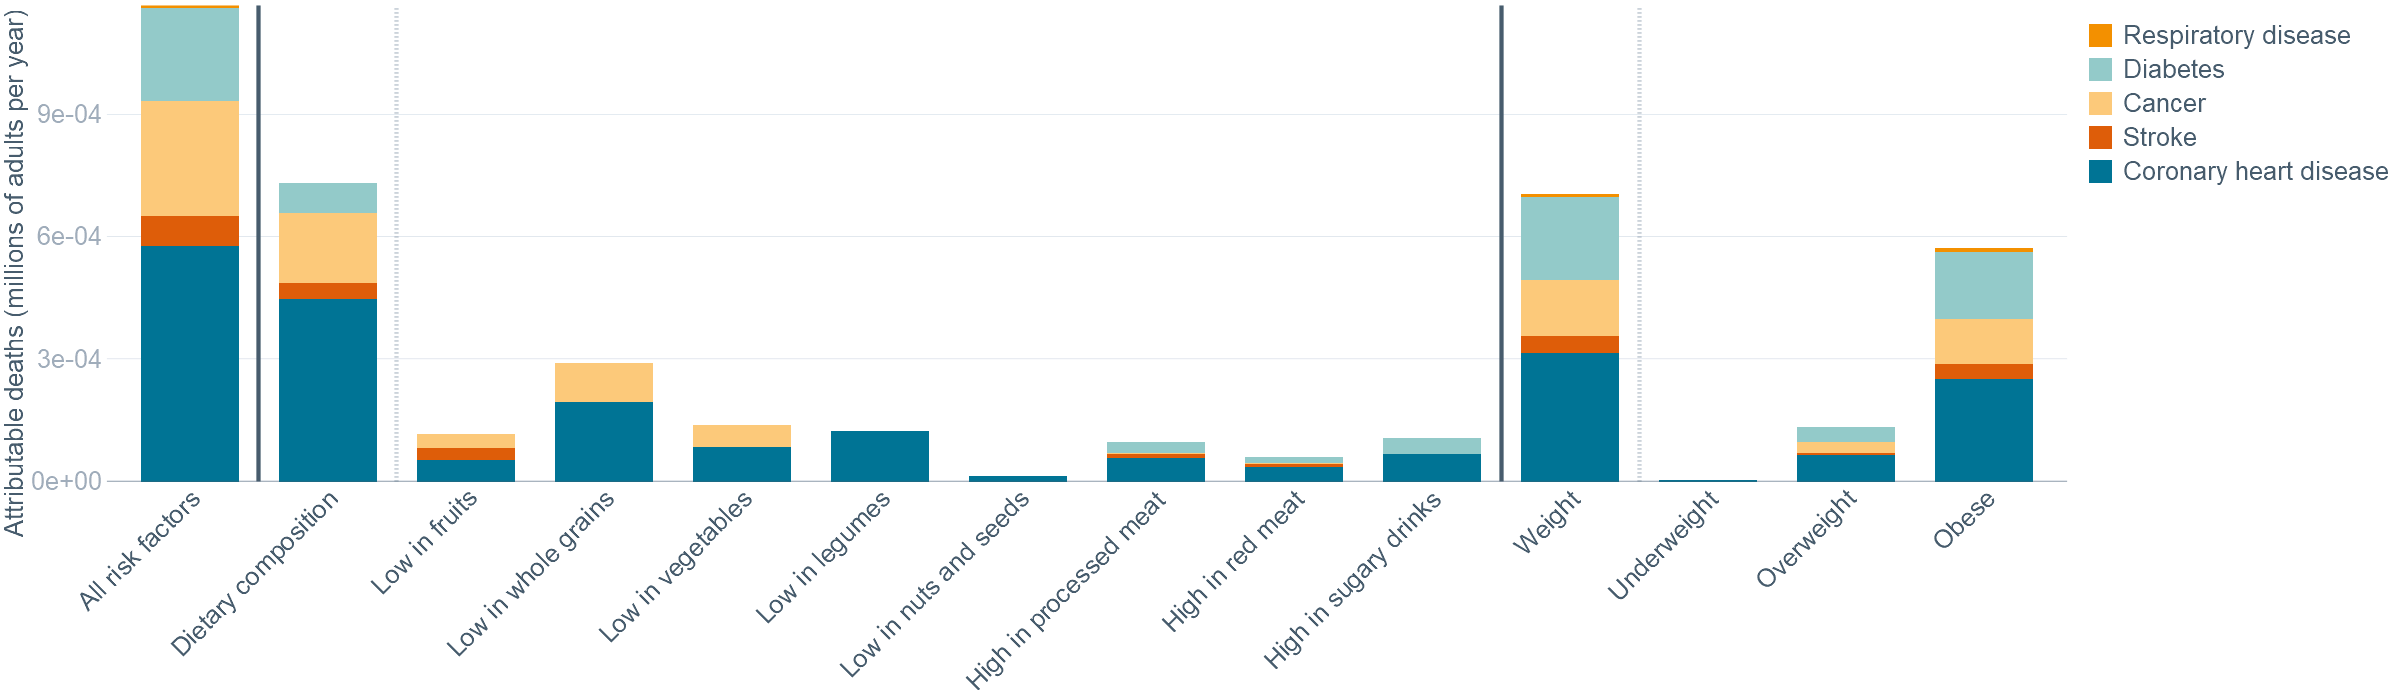 Attributable deaths (millions of adults per year)
9e-04
6e-04
3e-04
0e+00
All risk factors
Dietary composition
Low in fruits
Low in whole grains
Low in vegetables
Low in legumes
Low in nuts and seeds
High in processed meat
High in red meat
High in sugary drinks
Weight
Underweight
Overweight
Obese
Respiratory disease
Diabetes
Cancer
Stroke
Coronary heart disease